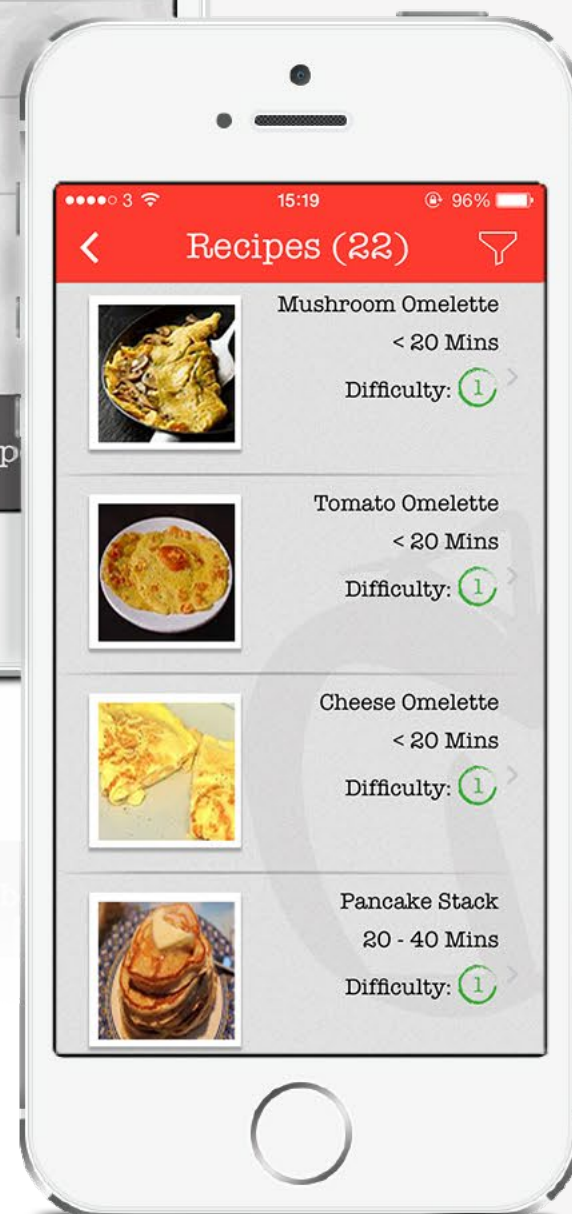 3 15:19 96%
Recipes (22)
Mushroom Omelette
< 20 Mins
Difficulty: 1
Tomato Omelette
< 20 Mins
Difficulty: 1
Cheese Omelette
< 20 Mins
Difficulty: 1
Pancake Stack
20 - 40 Mins
Difficulty: 1